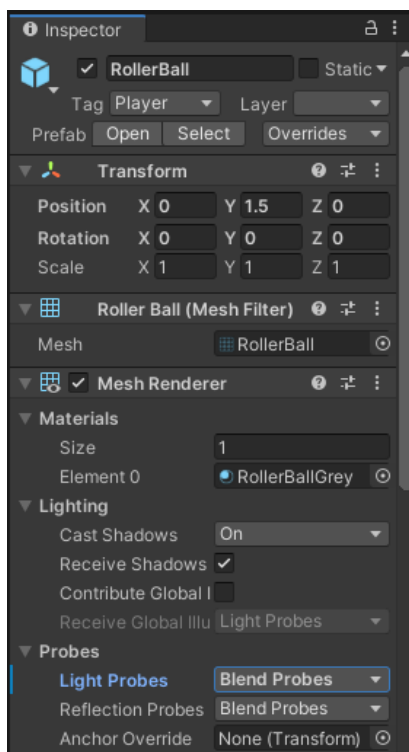 Inspector
RollerBall Static
Tag Player Layer
Prefab Open Select Overrides
Transform
Position X 0 Y 1.5 Z 0
Rotation X 0 Y 0 Z 0
Scale X 1 Y 1 Z 1
Roller Ball (Mesh Filter)
Mesh RollerBall
Mesh Renderer
Materials
Size 1
Element 0 RollerBallGrey
Lighting
Cast Shadows On
Receive Shadows
Contribute Global I
Receive Global Illu Light Probes
Probes
Light Probes Blend Probes
Reflection Probes Blend Probes
Anchor Override None (Transform)